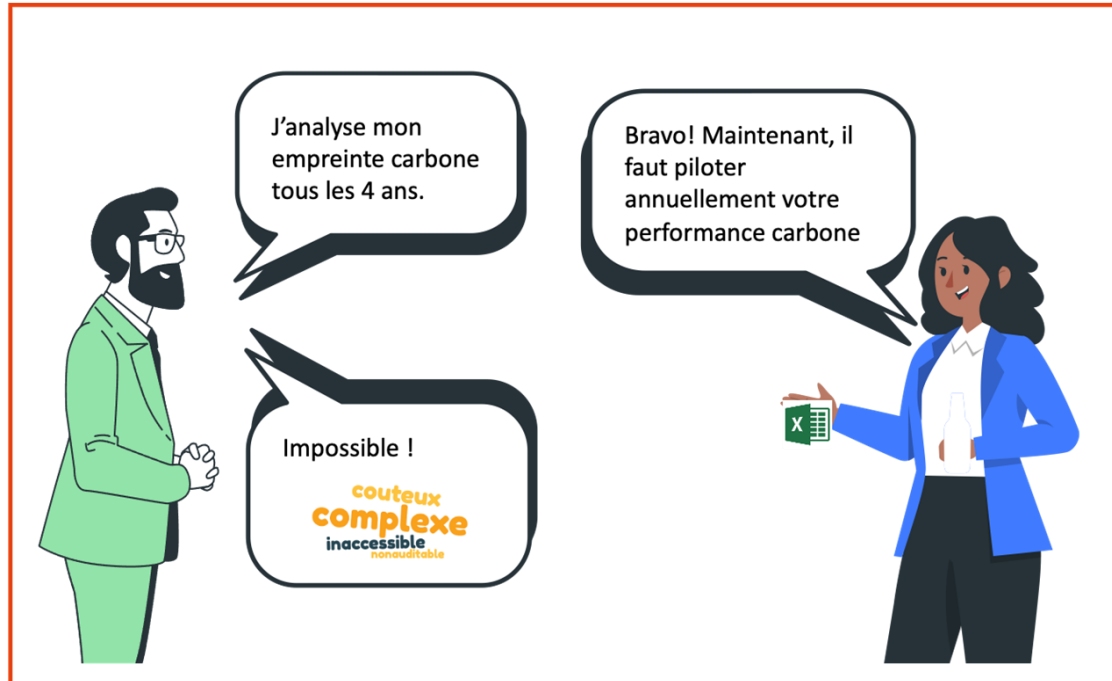 J’analyse mon
empreinte carbone
tous les 4 ans.
Bravo! Maintenant, il
faut piloter
annuellement votre
performance carbone
Impossible !
couteux
complexe
inaccessible
nonauditable
X